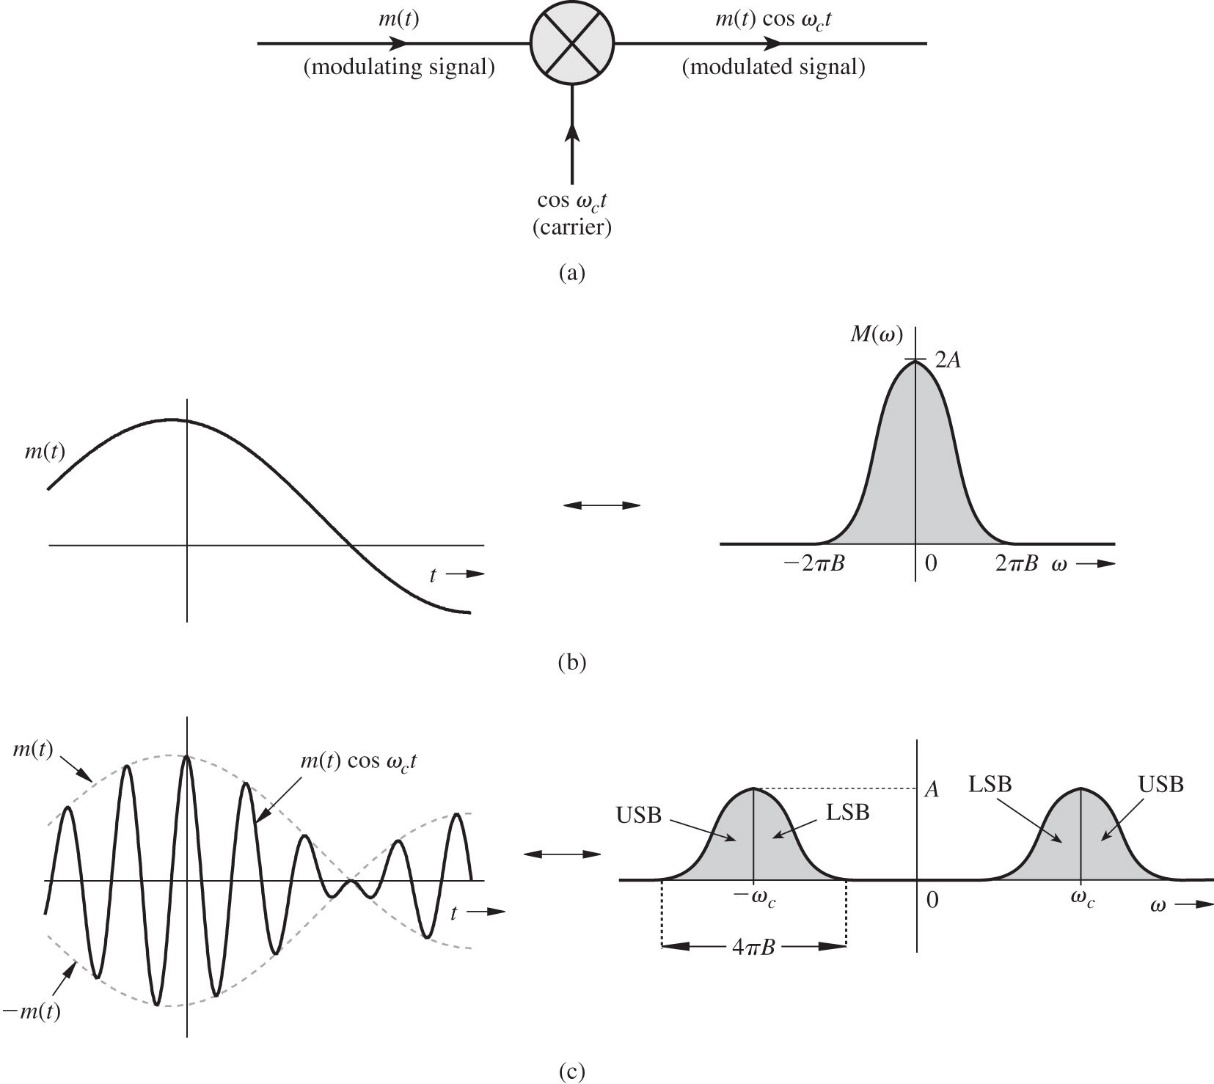 m(t)
(modulating signal)
m(t) cos ω_c t
(modulated signal)
cos ω_c t
(carrier)
(a)
m(t)
t
M(ω)
2A
−2πB
0
2πB
ω
(b)
m(t)
m(t) cos ω_c t
−m(t)
t
USB
LSB
A
LSB
USB
−ω_c
0
ω_c
ω
4πB
(c)